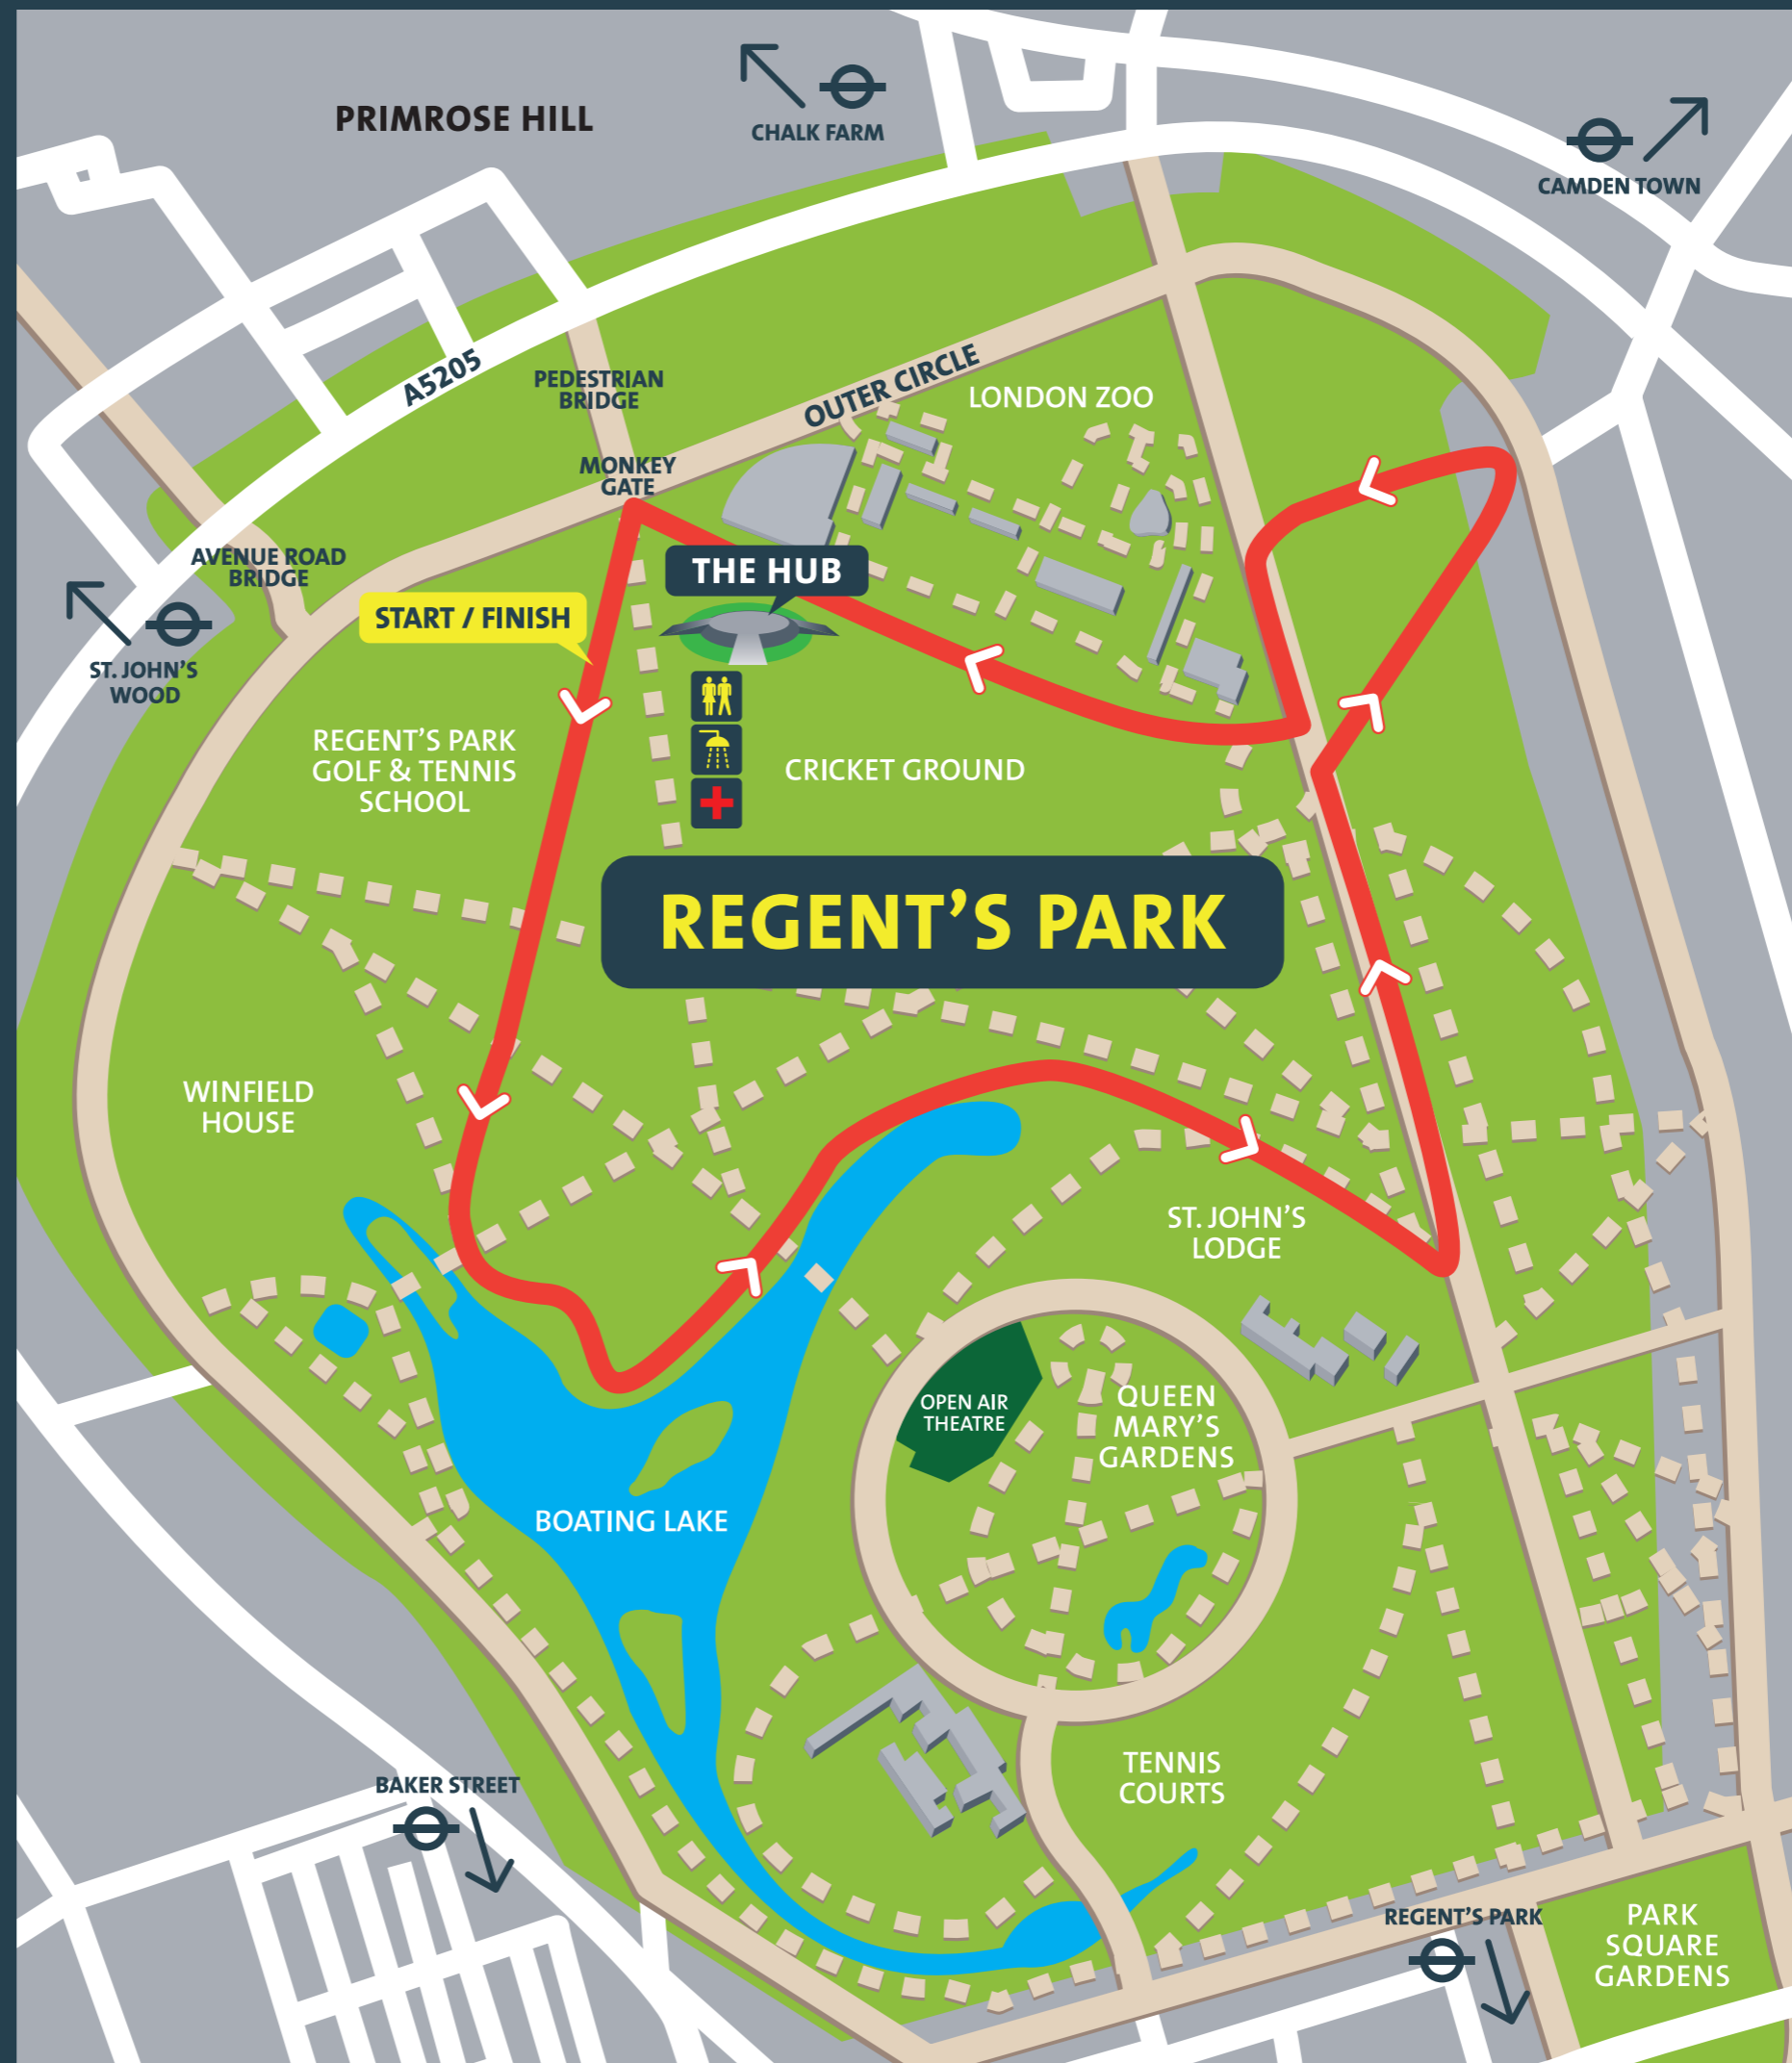 PRIMROSE HILL
CHALK FARM
CAMDEN TOWN
A5205
PEDESTRIAN
BRIDGE
OUTER CIRCLE
LONDON ZOO
MONKEY
GATE
AVENUE ROAD
BRIDGE
THE HUB
START / FINISH
ST. JOHN'S
WOOD
REGENT'S PARK
GOLF & TENNIS
SCHOOL
CRICKET GROUND
REGENT'S PARK
WINFIELD
HOUSE
ST. JOHN'S
LODGE
OPEN AIR
THEATRE
QUEEN
MARY'S
GARDENS
BOATING LAKE
TENNIS
COURTS
BAKER STREET
REGENT'S PARK
PARK
SQUARE
GARDENS